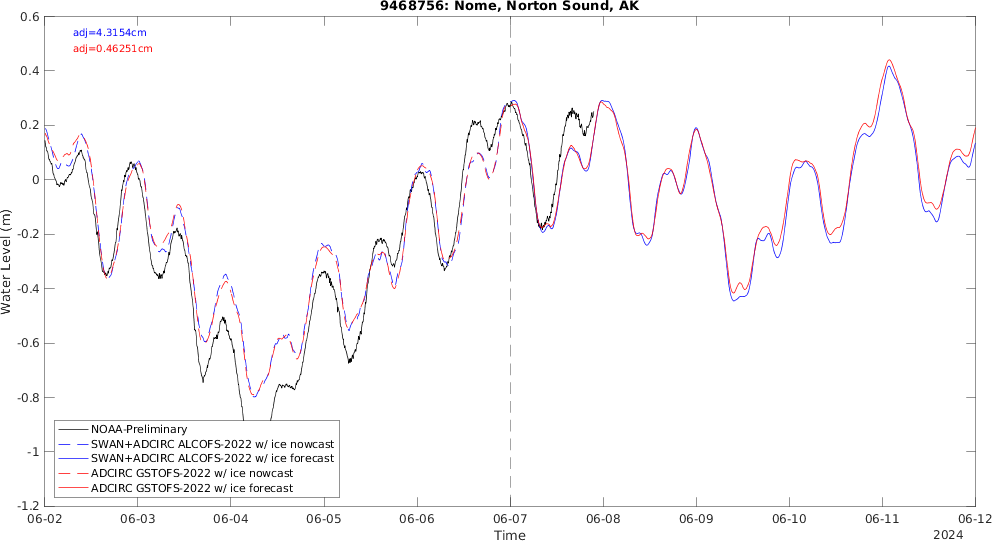 9468756: Nome, Norton Sound, AK
adj=4.3154cm
adj=0.46251cm
0.6
0.4
0.2
0
-0.2
-0.4
-0.6
-0.8
-1
-1.2
Water Level (m)
NOAA-Preliminary
SWAN+ADCIRC ALCOFS-2022 w/ ice nowcast
SWAN+ADCIRC ALCOFS-2022 w/ ice forecast
ADCIRC GSTOFS-2022 w/ ice nowcast
ADCIRC GSTOFS-2022 w/ ice forecast
06-02 06-03 06-04 06-05 06-06 06-07 06-08 06-09 06-10 06-11 06-12
Time
2024